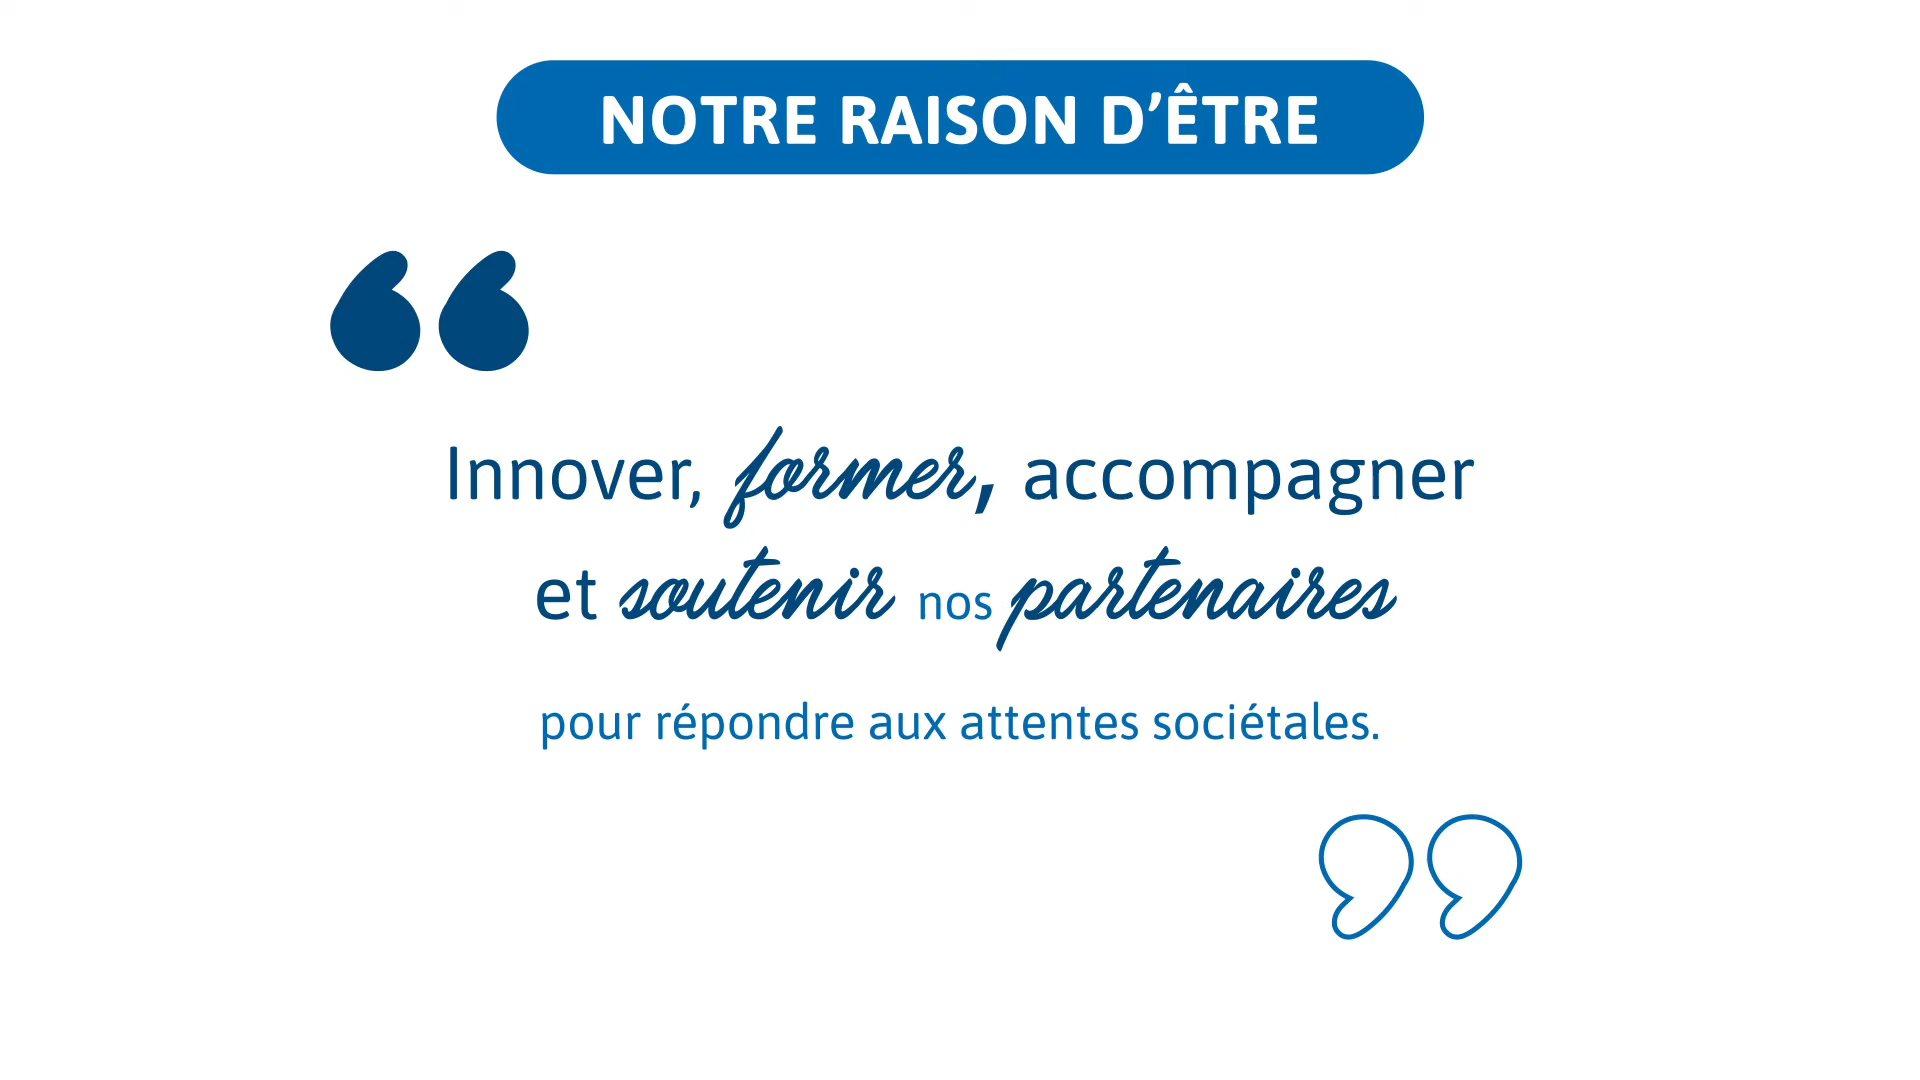 NOTRE RAISON D’ÊTRE
“
Innover, former, accompagner
et soutenir nos partenaires
pour répondre aux attentes sociétales.
”